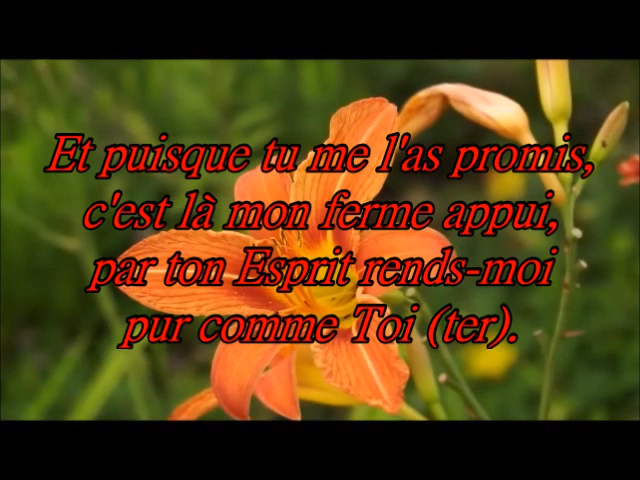 Et puisque tu me l'as promis,
c'est là mon ferme appui,
par ton Esprit rends-moi
pur comme Toi (ter).